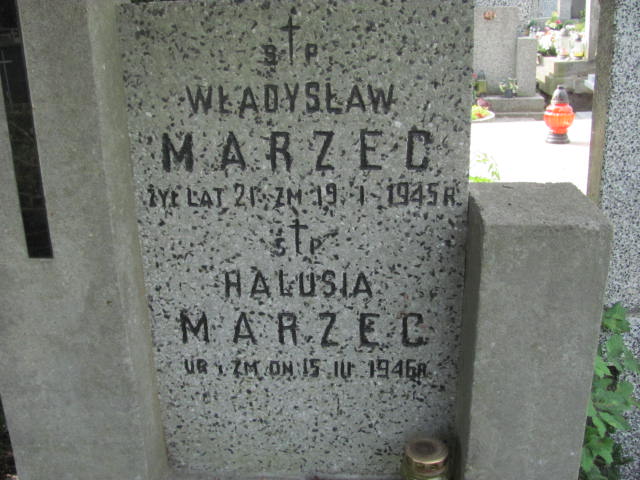 Ś P
WŁADYSŁAW
MARZEC
ŻYŁ LAT 21. ZM 19. I 1945 R.
Ś P
HALUSIA
MARZEC
UR i ZM DN 15 III 1946 R.